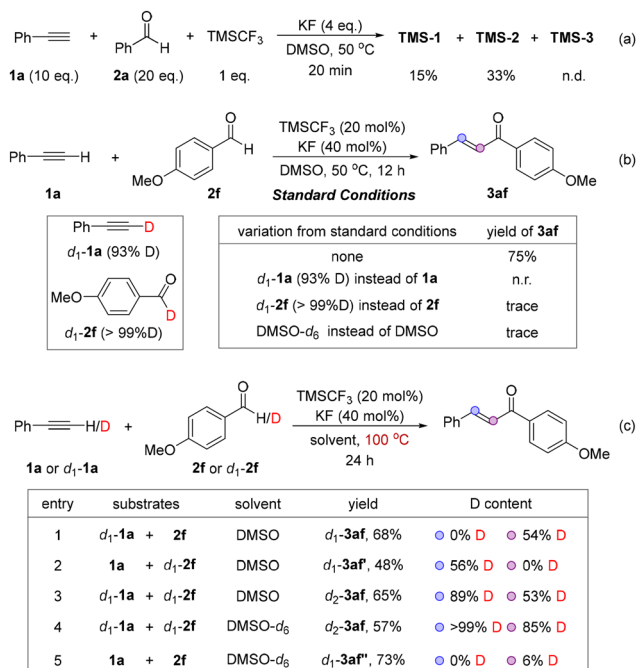 Ph
+
Ph
O
H
+
TMSCF3
KF (4 eq.)
DMSO, 50 °C
20 min
TMS-1 + TMS-2 + TMS-3 (a)
1a (10 eq.) 2a (20 eq.) 1 eq. 15% 33% n.d.
Ph H + MeO O H
TMSCF3 (20 mol%)
KF (40 mol%)
DMSO, 50 °C, 12 h
Standard Conditions
Ph O OMe (b)
1a 2f 3af
Ph D
d1-1a (93% D)
MeO O D
d1-2f (> 99%D)
variation from standard conditions yield of 3af
none 75%
d1-1a (93% D) instead of 1a n.r.
d1-2f (> 99%D) instead of 2f trace
DMSO-d6 instead of DMSO trace
Ph H/D + MeO O H/D
TMSCF3 (20 mol%)
KF (40 mol%)
solvent, 100 °C
24 h
Ph O OMe (c)
1a or d1-1a 2f or d1-2f
entry substrates solvent yield D content
1 d1-1a + 2f DMSO d1-3af, 68% 0% D 54% D
2 1a + d1-2f DMSO d1-3af', 48% 56% D 0% D
3 d1-1a + d1-2f DMSO d2-3af, 65% 89% D 53% D
4 d1-1a + d1-2f DMSO-d6 d2-3af, 57% >99% D 85% D
5 1a + 2f DMSO-d6 d1-3af'', 73% 0% D 6% D